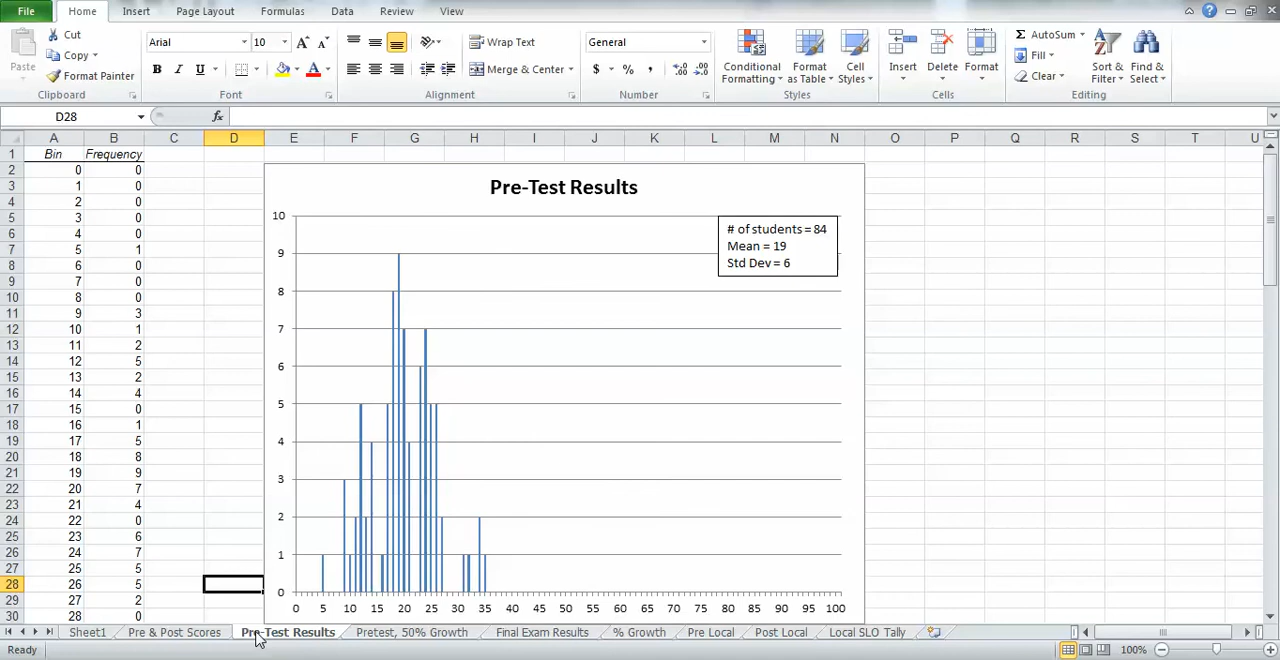 File Home Insert Page Layout Formulas Data Review View
Paste Cut Copy Format Painter Clipboard
Arial 10 A A B I U A Font
Wrap Text Merge & Center Alignment
General $ % , .0 .00 .00 .0 Number
Conditional Formatting Format as Table Cell Styles Styles
Insert Delete Format Cells
Σ AutoSum Fill Clear Sort & Filter Find & Select Editing
D28 fx
A B C D E F G H I J K L M N O P Q R S T U
1 Bin Frequency
2 0 0
3 1 0
4 2 0
5 3 0
6 4 0
7 5 1
8 6 0
9 7 0
10 8 0
11 9 3
12 10 1
13 11 2
14 12 5
15 13 2
16 14 4
17 15 0
18 16 1
19 17 5
20 18 8
21 19 9
22 20 7
23 21 4
24 22 0
25 23 6
26 24 7
27 25 5
28 26 5
29 27 2
30 28 0
Pre-Test Results
# of students = 84
Mean = 19
Std Dev = 6
10
9
8
7
6
5
4
3
2
1
0
0 5 10 15 20 25 30 35 40 45 50 55 60 65 70 75 80 85 90 95 100
Sheet1 Pre & Post Scores Pre-Test Results Pretest, 50% Growth Final Exam Results % Growth Pre Local Post Local Local SLO Tally
Ready 100%